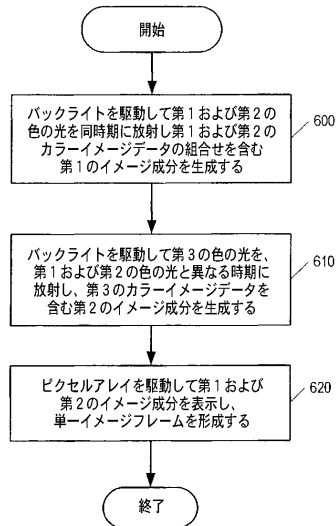 開始
バックライトを駆動して第1および第2の
色の光を同時期に放射し第1および第2の
カラーイメージデータの組合せを含む
第1のイメージ成分を生成する
600
バックライトを駆動して第3の色の光を、
第1および第2の色の光と異なる時期に
放射し、第3のカラーイメージデータを
含む第2のイメージ成分を生成する
610
ピクセルアレイを駆動して第1および
第2のイメージ成分を表示し、
単一イメージフレームを形成する
620
終了